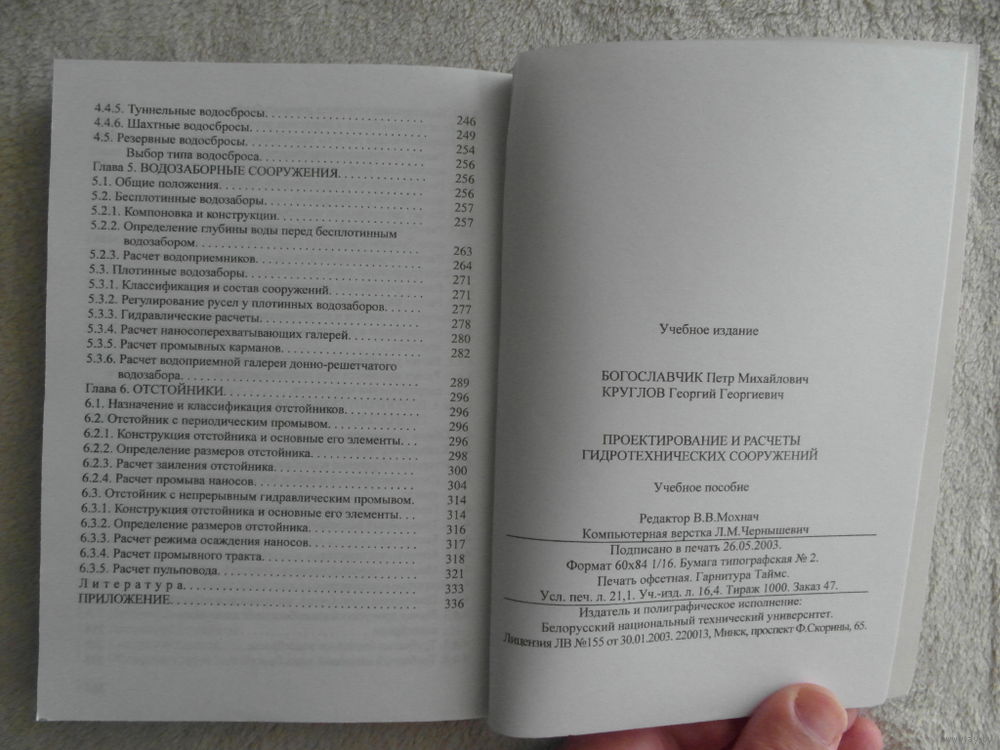 4.4.5. Туннельные водосбросы. . . . . . . . . . . . . . . . . . . . . . . . 246
4.4.6. Шахтные водосбросы. . . . . . . . . . . . . . . . . . . . . . . . . . 249
4.5. Резервные водосбросы. . . . . . . . . . . . . . . . . . . . . . . . . . . 254
Выбор типа водосброса. . . . . . . . . . . . . . . . . . . . . . . . . 256
Глава 5. ВОДОЗАБОРНЫЕ СООРУЖЕНИЯ. . . . . . . . . . . . . 256
5.1. Общие положения. . . . . . . . . . . . . . . . . . . . . . . . . . . . . . 256
5.2. Бесплотинные водозаборы. . . . . . . . . . . . . . . . . . . . . . . . 257
5.2.1. Компоновка и конструкции. . . . . . . . . . . . . . . . . . . . . . 257
5.2.2. Определение глубины воды перед бесплотинным
водозабором. . . . . . . . . . . . . . . . . . . . . . . . . . . . . . . . . 263
5.2.3. Расчет водоприемников. . . . . . . . . . . . . . . . . . . . . . . . . 264
5.3. Плотинные водозаборы. . . . . . . . . . . . . . . . . . . . . . . . . . 271
5.3.1. Классификация и состав сооружений. . . . . . . . . . . . . . 271
5.3.2. Регулирование русел у плотинных водозаборов. . . . . . 277
5.3.3. Гидравлические расчеты. . . . . . . . . . . . . . . . . . . . . . . . 278
5.3.4. Расчет наносоперехватывающих галерей. . . . . . . . . . . 280
5.3.5. Расчет промывных карманов. . . . . . . . . . . . . . . . . . . . . 282
5.3.6. Расчет водоприемной галереи донно-решетчатого
водозабора. . . . . . . . . . . . . . . . . . . . . . . . . . . . . . . . . . 289
Глава 6. ОТСТОЙНИКИ. . . . . . . . . . . . . . . . . . . . . . . . . . . . 296
6.1. Назначение и классификация отстойников. . . . . . . . . . . 296
6.2. Отстойник с периодическим промывом. . . . . . . . . . . . . . 296
6.2.1. Конструкция отстойника и основные его элементы. . . 296
6.2.2. Определение размеров отстойника. . . . . . . . . . . . . . . . 298
6.2.3. Расчет заиления отстойника. . . . . . . . . . . . . . . . . . . . . 300
6.2.4. Расчет промыва наносов. . . . . . . . . . . . . . . . . . . . . . . . 304
6.3. Отстойник с непрерывным гидравлическим промывом. 314
6.3.1. Конструкция отстойника и основные его элементы. . . 314
6.3.2. Определение размеров отстойника. . . . . . . . . . . . . . . . 316
6.3.3. Расчет режима осаждения наносов. . . . . . . . . . . . . . . . 317
6.3.4. Расчет промывного тракта. . . . . . . . . . . . . . . . . . . . . . 318
6.3.5. Расчет пульповода. . . . . . . . . . . . . . . . . . . . . . . . . . . . 321
Л и т е р а т у р а. . . . . . . . . . . . . . . . . . . . . . . . . . . . . . . . . . 333
ПРИЛОЖЕНИЕ. . . . . . . . . . . . . . . . . . . . . . . . . . . . . . . . . . 336
Учебное издание
БОГОСЛАВЧИК Петр Михайлович
КРУГЛОВ Георгий Георгиевич
ПРОЕКТИРОВАНИЕ И РАСЧЕТЫ
ГИДРОТЕХНИЧЕСКИХ СООРУЖЕНИЙ
Учебное пособие
Редактор В.В.Мохнач
Компьютерная верстка Л.М.Чернышевич
Подписано в печать 26.05.2003.
Формат 60х84 1/16. Бумага типографская № 2.
Печать офсетная. Гарнитура Таймс.
Усл. печ. л. 21,1. Уч.-изд. л. 16,4. Тираж 1000. Заказ 47.
Издатель и полиграфическое исполнение:
Белорусский национальный технический университет.
Лицензия ЛВ №155 от 30.01.2003. 220013, Минск, проспект Ф.Скорины, 65.